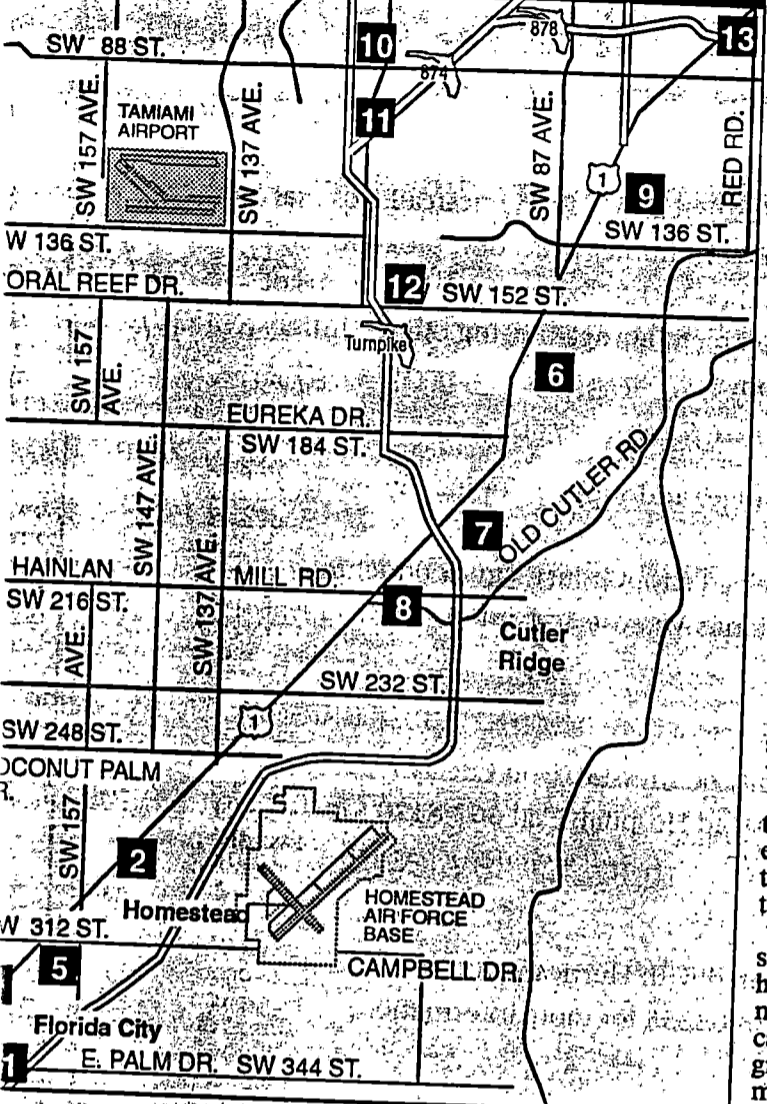 10
878
13
SW 88 ST.
874
SW 157 AVE.
TAMIAMI
AIRPORT
SW 137 AVE.
11
SW 87 AVE.
RED RD.
1
9
W 136 ST.
SW 136 ST.
ORAL REEF DR.
12
SW 152 ST.
Turnpike
SW 157
AVE.
6
EUREKA DR.
SW 184 ST.
SW 147 AVE.
OLD CUTLER RD.
7
HAINLAN
MILL RD.
SW 137 AVE.
SW 216 ST.
8
AVE.
Cutler
Ridge
SW 232 ST.
1
SW 248 ST.
OCONUT PALM
R.
SW 157
2
Homestead
HOMESTEAD
AIR FORCE
BASE
W 312 ST.
5
CAMPBELL DR.
Florida City
1
E. PALM DR. SW 344 ST.
t
e
t
t
s
h
n
c
g
m